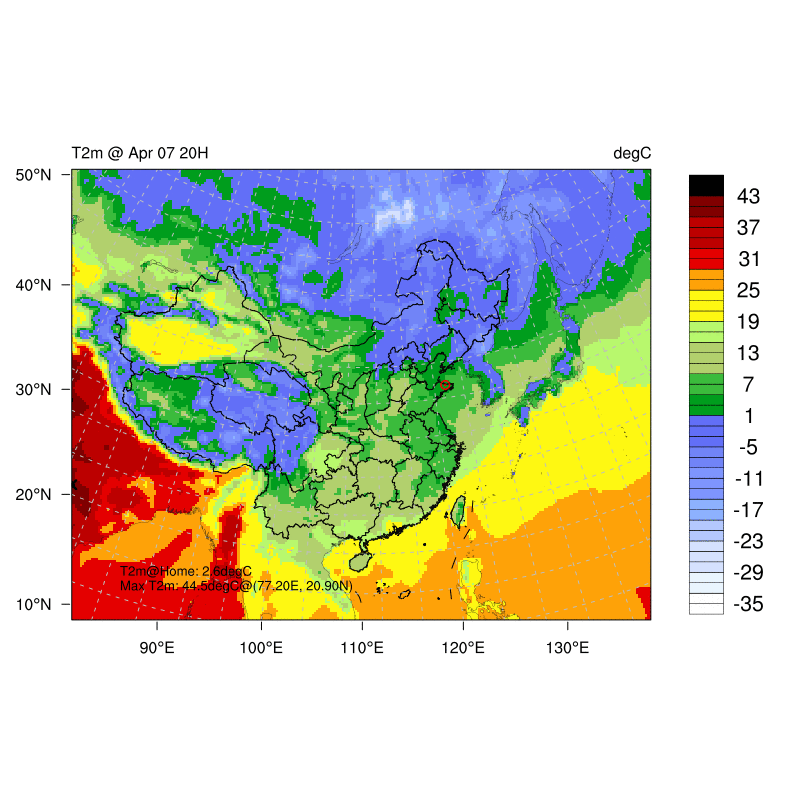 T2m @ Apr 07 20H
degC
50°N
40°N
30°N
20°N
10°N
90°E
100°E
110°E
120°E
130°E
43
37
31
25
19
13
7
1
-5
-11
-17
-23
-29
-35
T
T2m@Home: 2.6degC
Max T2m: 44.5degC@(77.20E, 20.90N)